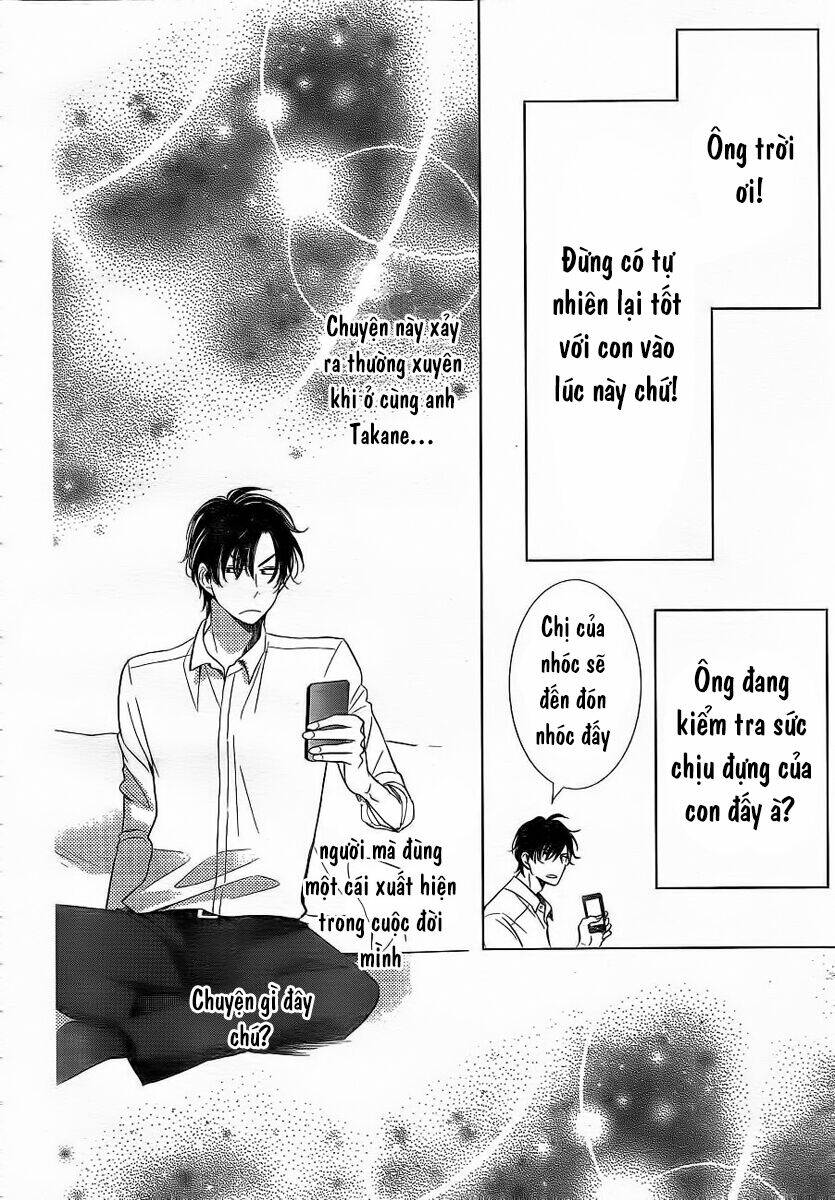 Ông trời
ơi!
Đừng có tự
nhiên lại tốt
với con vào
lúc này chứ!
Ông đang
kiểm tra sức
chịu đựng của
con đấy à?
Chị của
nhóc sẽ
đến đón
nhóc đấy
Chuyện này xảy
ra thường xuyên
khi ở cùng anh
Takane...
người mà đùng
một cái xuất hiện
trong cuộc đời
mình
Chuyện gì đây
chứ?